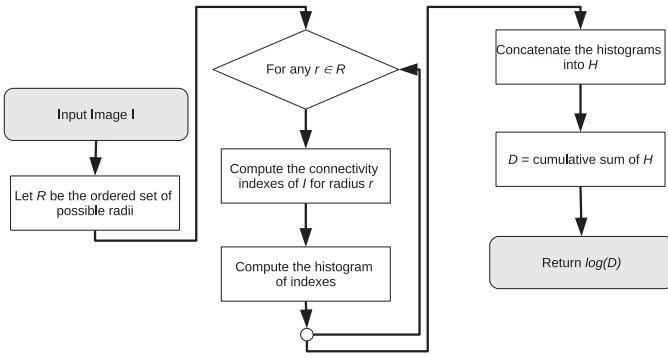 Input Image I
Let R be the ordered set of
possible radii
For any r ∈ R
Compute the connectivity
indexes of I for radius r
Compute the histogram
of indexes
Concatenate the histograms
into H
D = cumulative sum of H
Return log(D)